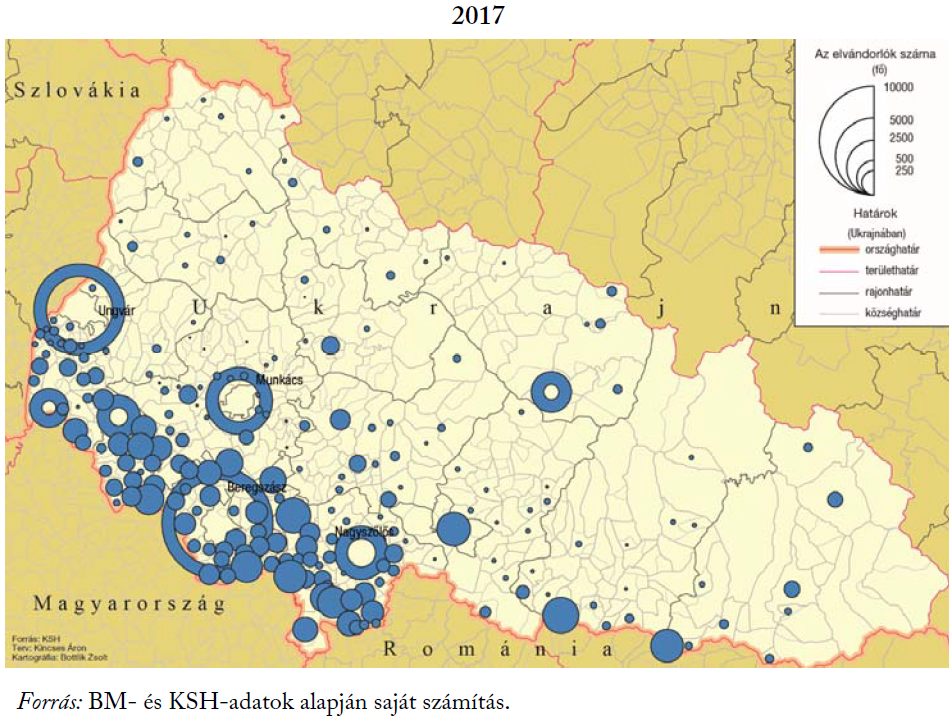 2017
Szlovákia
Az elvándorlók száma
(fő)
10000
5000
2500
500
250
Határok
(Ukrajnában)
országhatár
területhatár
rajonhatár
községhatár
Ungvár
U k r a j n
Munkács
Beregszász
Nagyszőlős
Magyarország
Románia
Forrás: KSH
Terv: Kincses Áron
Kartográfia: Bottlik Zsolt
Forrás: BM- és KSH-adatok alapján saját számítás.